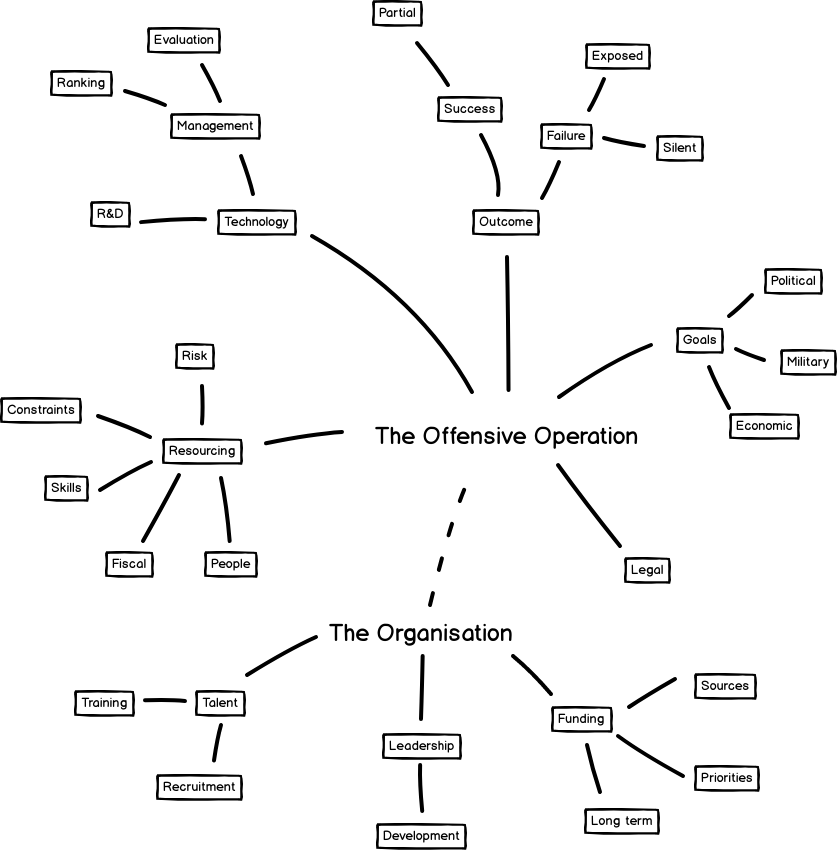 Partial
Evaluation
Exposed
Ranking
Success
Management
Failure
Silent
R&D
Technology
Outcome
Political
Goals
Risk
Military
Constraints
Economic
The Offensive Operation
Resourcing
Skills
Fiscal
People
Legal
The Organisation
Sources
Training
Talent
Funding
Leadership
Priorities
Recruitment
Long term
Development